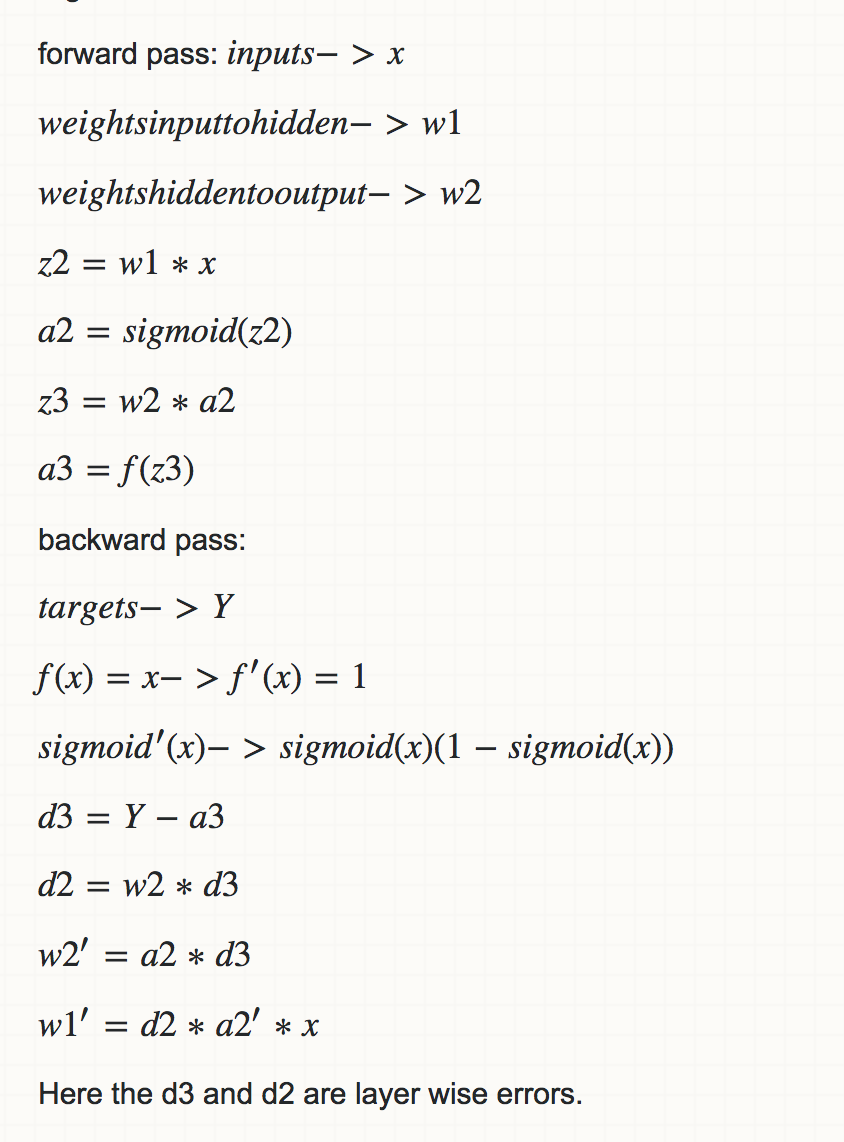 forward pass: inputs− > x
weightsinputtohidden− > w1
weightshiddentooutput− > w2
z2 = w1 ∗ x
a2 = sigmoid(z2)
z3 = w2 ∗ a2
a3 = f(z3)
backward pass:
targets− > Y
f(x) = x− > f′(x) = 1
sigmoid′(x)− > sigmoid(x)(1 − sigmoid(x))
d3 = Y − a3
d2 = w2 ∗ d3
w2′ = a2 ∗ d3
w1′ = d2 ∗ a2′ ∗ x
Here the d3 and d2 are layer wise errors.